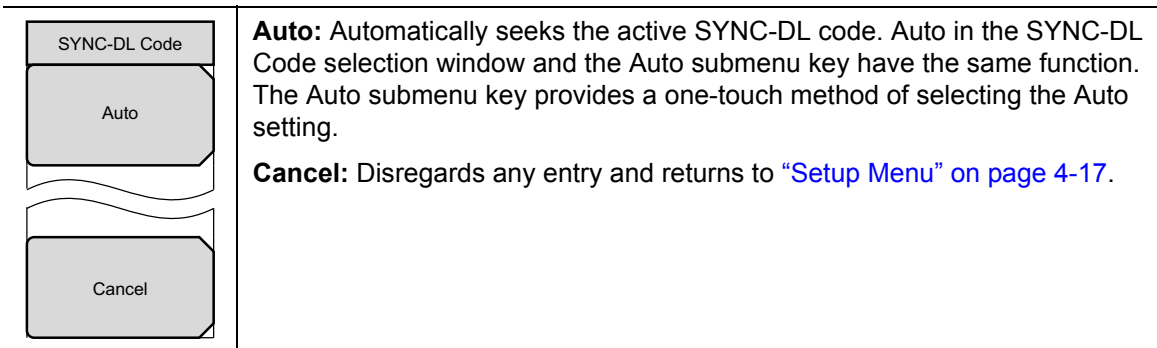 SYNC-DL Code
Auto
Cancel
Auto: Automatically seeks the active SYNC-DL code. Auto in the SYNC-DL
Code selection window and the Auto submenu key have the same function.
The Auto submenu key provides a one-touch method of selecting the Auto
setting.
Cancel: Disregards any entry and returns to “Setup Menu” on page 4-17.